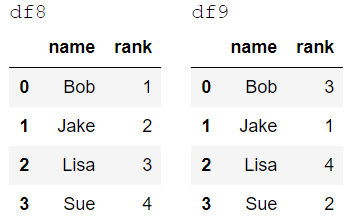 df8 df9
name rank name rank
0 Bob 1 0 Bob 3
1 Jake 2 1 Jake 1
2 Lisa 3 2 Lisa 4
3 Sue 4 3 Sue 2